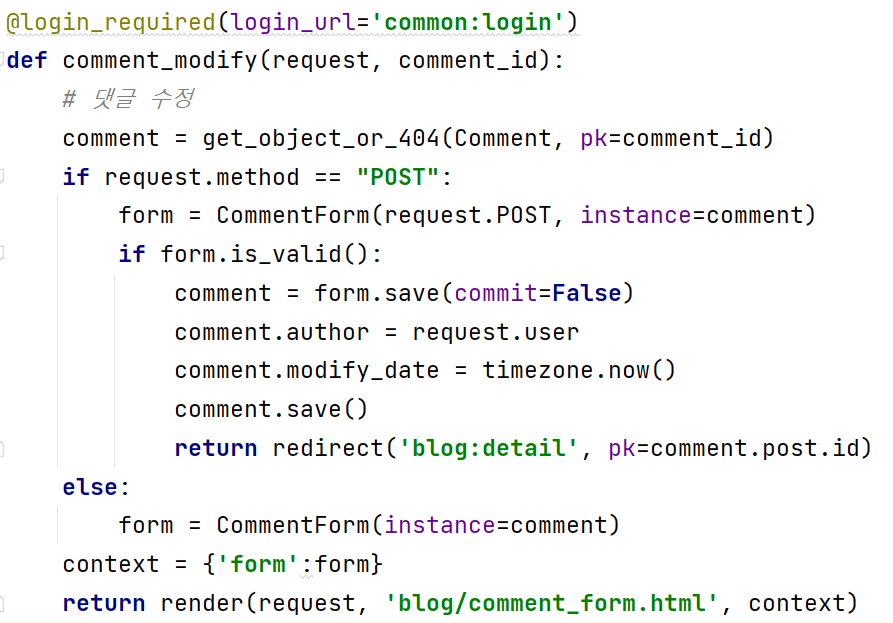 @login_required(login_url='common:login')
def comment_modify(request, comment_id):
    # 댓글 수정
    comment = get_object_or_404(Comment, pk=comment_id)
    if request.method == "POST":
        form = CommentForm(request.POST, instance=comment)
        if form.is_valid():
            comment = form.save(commit=False)
            comment.author = request.user
            comment.modify_date = timezone.now()
            comment.save()
            return redirect('blog:detail', pk=comment.post.id)
    else:
        form = CommentForm(instance=comment)
    context = {'form':form}
    return render(request, 'blog/comment_form.html', context)